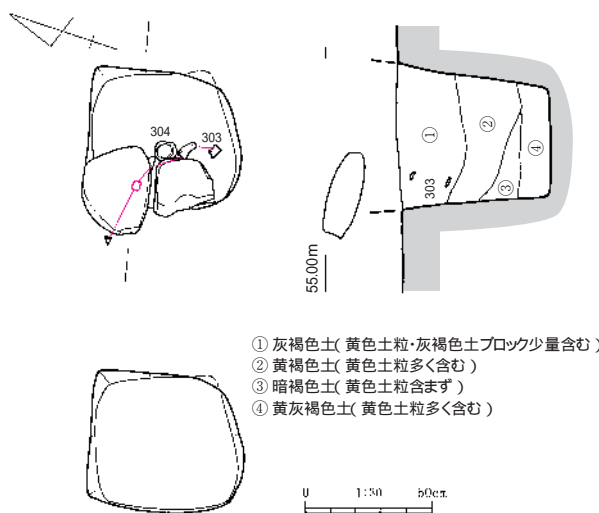 304
303
①
②
③
④
303
55.00m
① 灰褐色土( 黄色土粒・灰褐色土ブロック少量含む )
② 黄褐色土( 黄色土粒多く含む )
③ 暗褐色土( 黄色土粒含まず )
④ 黄灰褐色土( 黄色土粒多く含む )
0 1:30 60cm